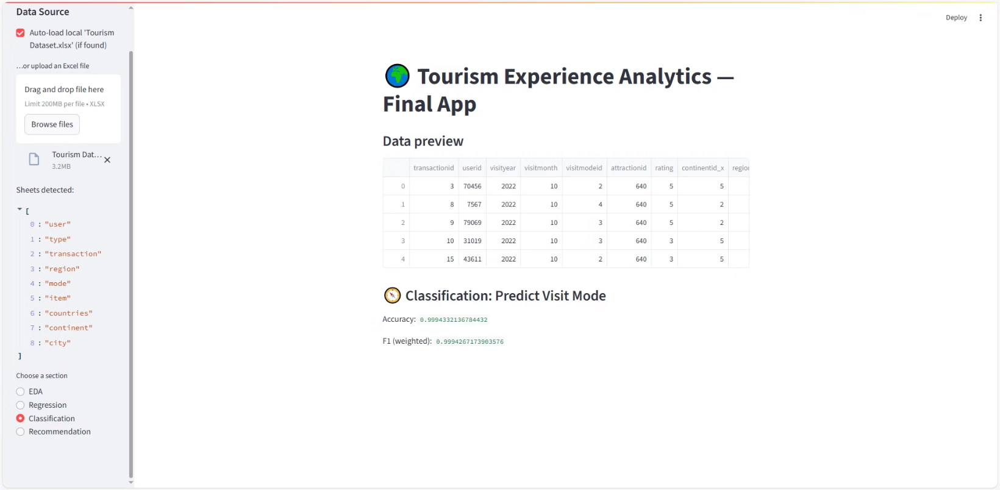 Data Source
Auto-load local 'Tourism
Dataset.xlsx' (if found)
...or upload an Excel file
Drag and drop file here
Limit 200MB per file • XLSX
Browse files
Tourism Dat...
3.2MB
Sheets detected:
[
0 : "user"
1 : "type"
2 : "transaction"
3 : "region"
4 : "mode"
5 : "item"
6 : "countries"
7 : "continent"
8 : "city"
]
Choose a section
EDA
Regression
Classification
Recommendation
Deploy
Tourism Experience Analytics —
Final App
Data preview
transactionid userid visityear visitmonth visitmodeid attractionid rating continentid_x
0 3 70456 2022 10 2 640 5 5
1 8 7567 2022 10 4 640 5 2
2 9 79069 2022 10 3 640 5 2
3 10 31019 2022 10 3 640 3 5
4 15 43611 2022 10 2 640 3 5
Classification: Predict Visit Mode
Accuracy: 0.9994332136784432
F1 (weighted): 0.9994267173903576